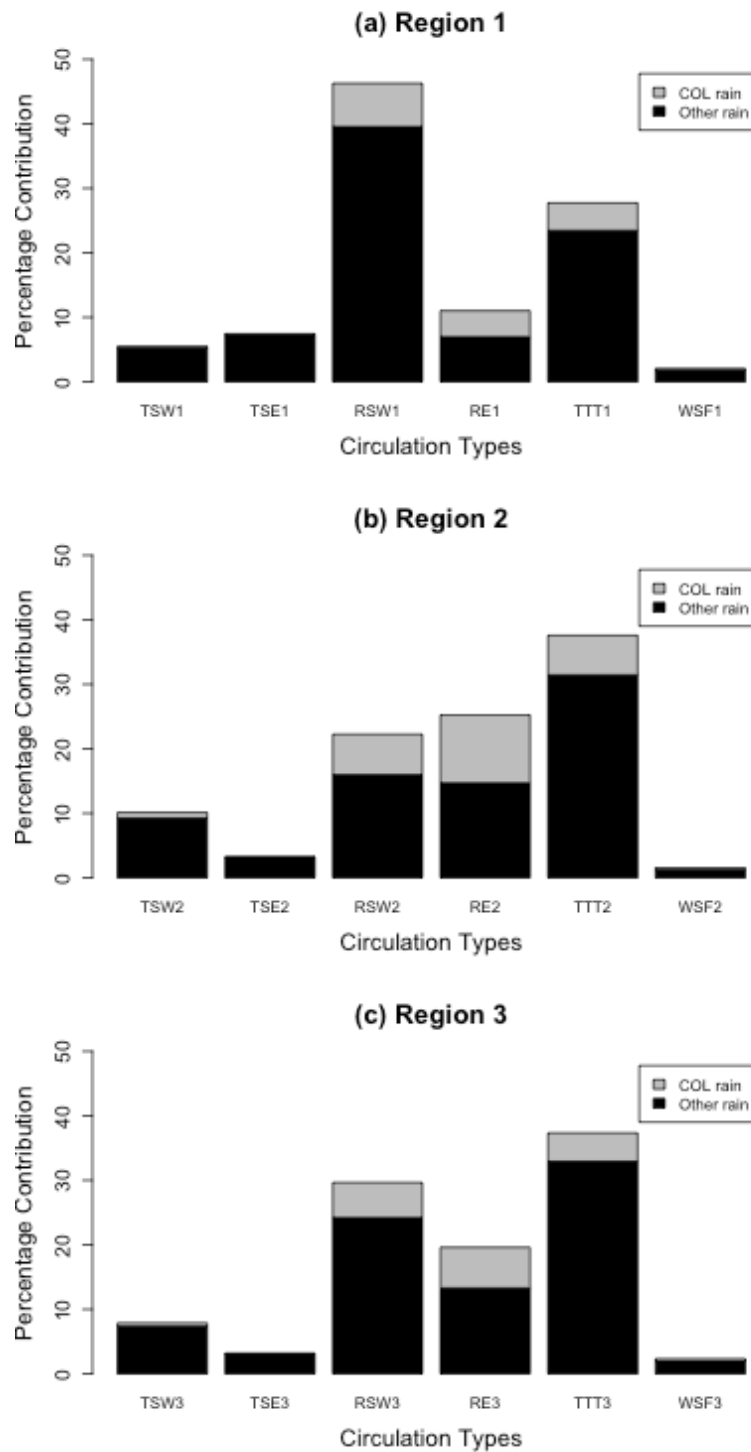 (a) Region 1
Percentage Contribution
50
40
30
20
10
0
COL rain
Other rain
TSW1 TSE1 RSW1 RE1 TTT1 WSF1
Circulation Types
(b) Region 2
Percentage Contribution
50
40
30
20
10
0
COL rain
Other rain
TSW2 TSE2 RSW2 RE2 TTT2 WSF2
Circulation Types
(c) Region 3
Percentage Contribution
50
40
30
20
10
0
COL rain
Other rain
TSW3 TSE3 RSW3 RE3 TTT3 WSF3
Circulation Types